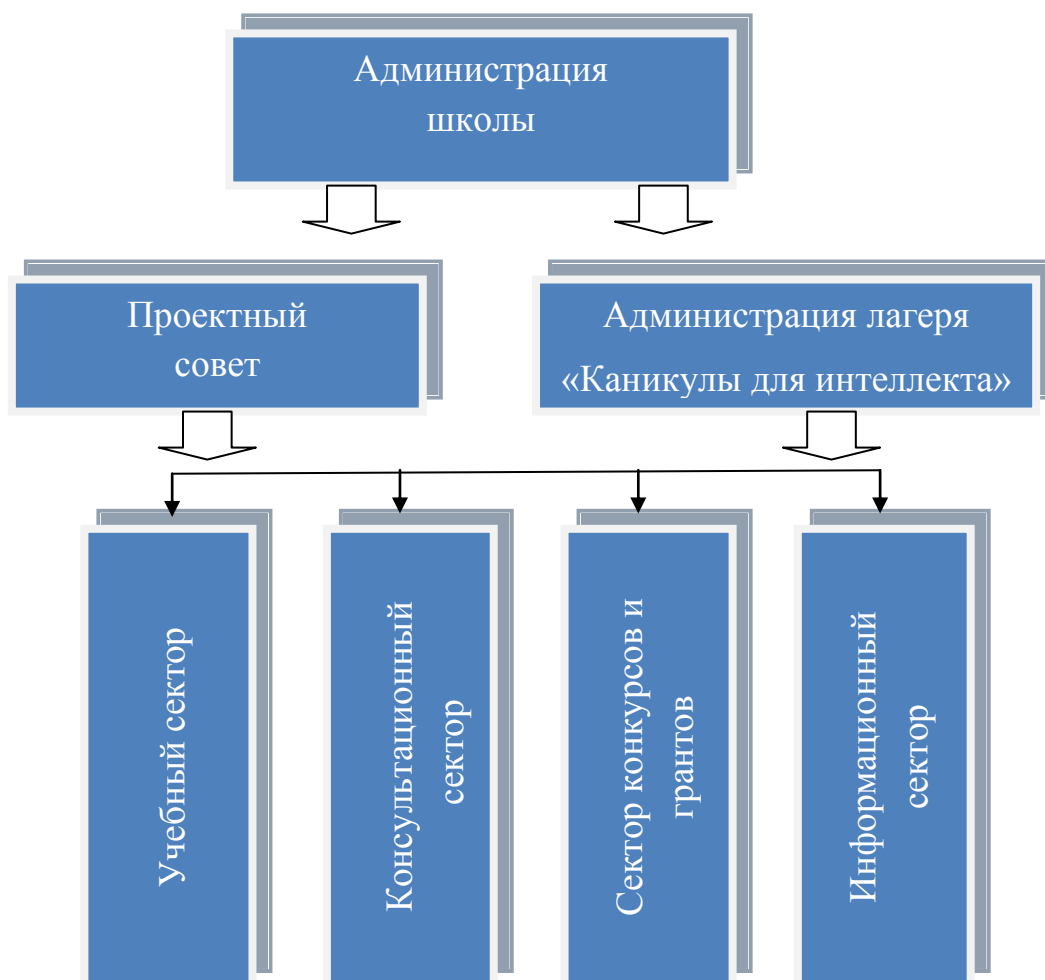 Администрация
школы
Проектный
совет
Администрация лагеря
«Каникулы для интеллекта»
Учебный сектор
Консультационный
сектор
Сектор конкурсов и
грантов
Информационный
сектор